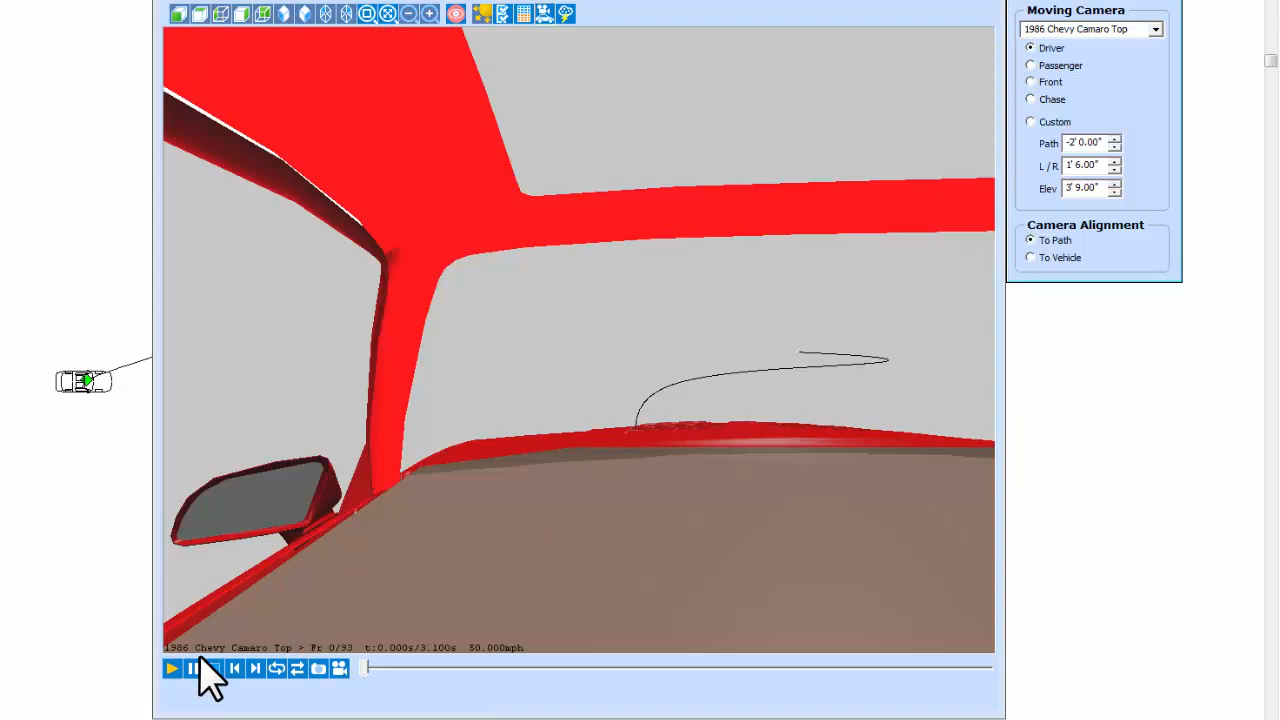 Moving Camera
1986 Chevy Camaro Top
Driver
Passenger
Front
Chase
Custom
Path -2' 0.00"
L / R 1' 6.00"
Elev 3' 9.00"
Camera Alignment
To Path
To Vehicle
1986 Chevy Camaro Top > Fr 0/93 t:0.000s/3.100s 50.000mph